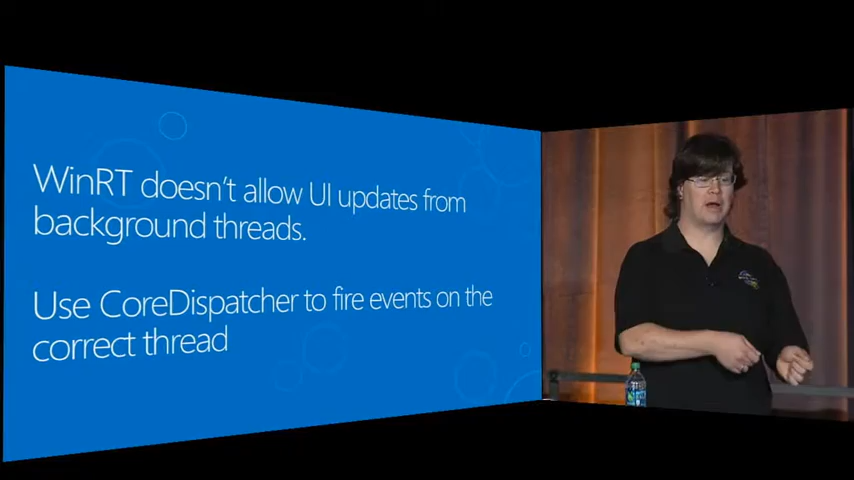 WinRT doesn't allow UI updates from
background threads.
Use CoreDispatcher to fire events on the
correct thread